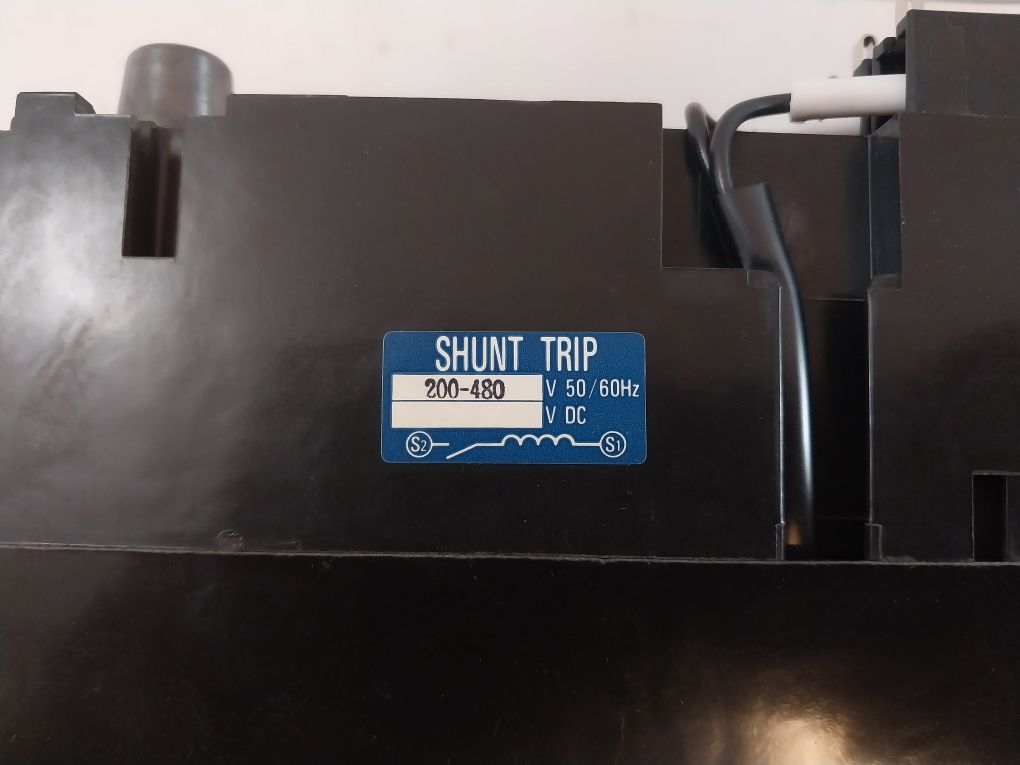 SHUNT TRIP
200-480 V 50/60Hz
V DC
S2 S1